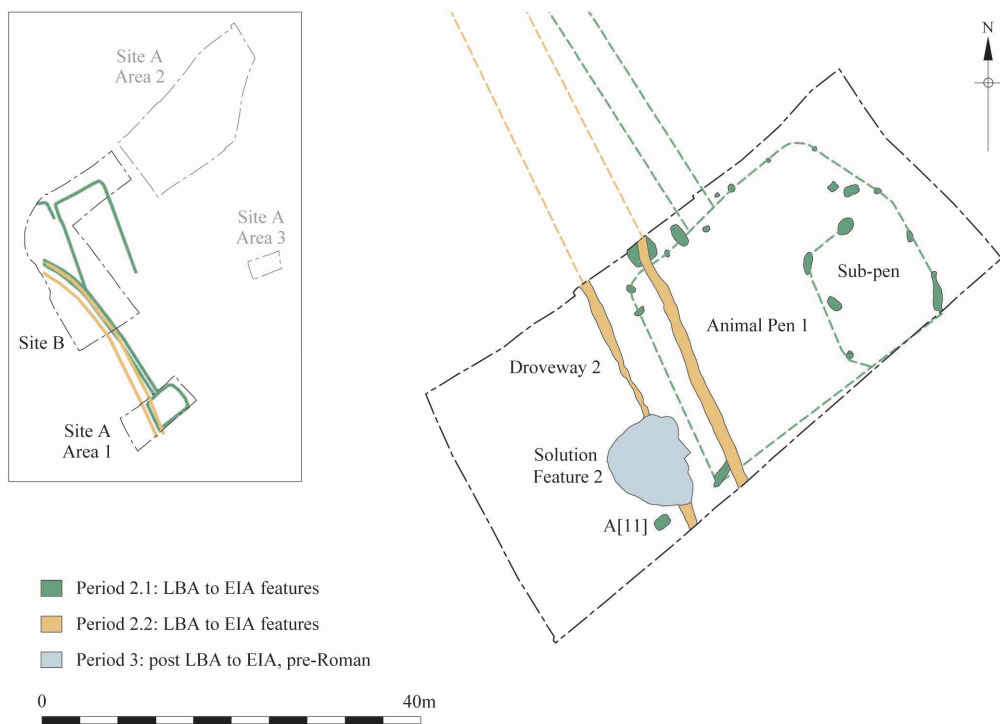 Site A
Area 2
Site A
Area 3
Site B
Site A
Area 1
N
Sub-pen
Animal Pen 1
Droveway 2
Solution
Feature 2
A[11]
Period 2.1: LBA to EIA features
Period 2.2: LBA to EIA features
Period 3: post LBA to EIA, pre-Roman
0 40m